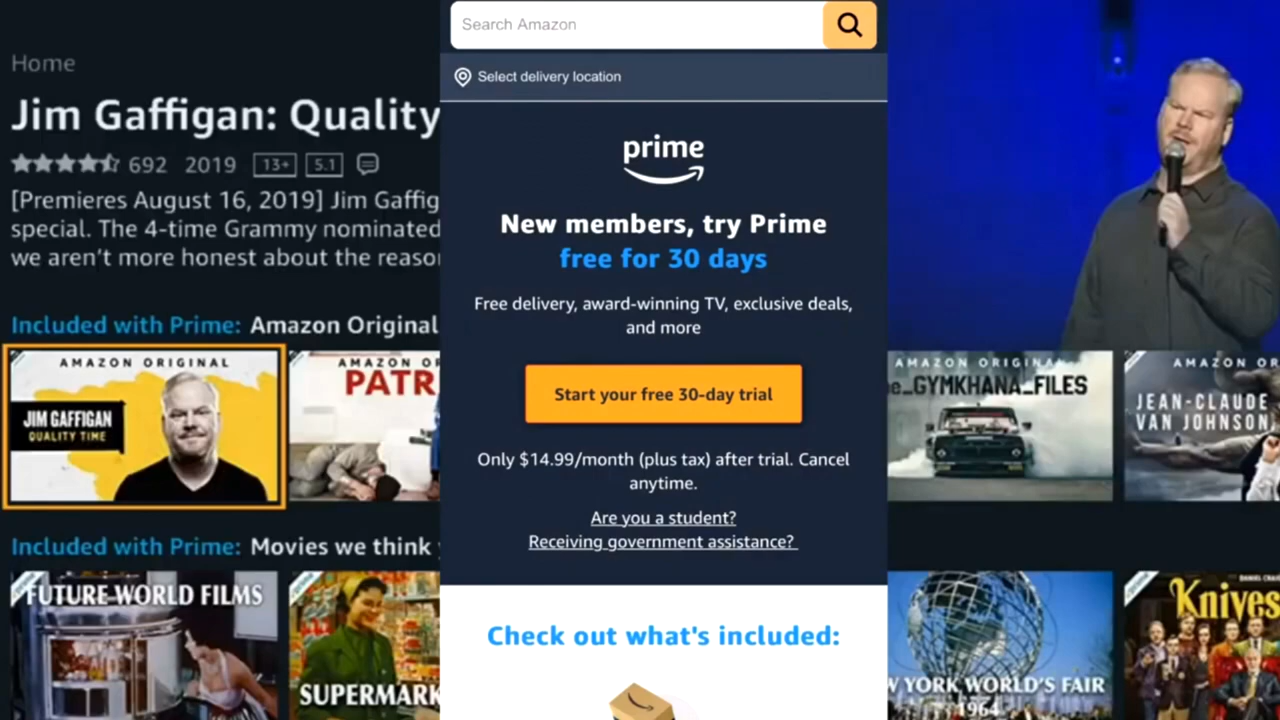 Home
Jim Gaffigan: Quality
692 2019 13+ 5.1
[Premieres August 16, 2019] Jim Gaffig
special. The 4-time Grammy nominated
we aren't more honest about the reaso
Included with Prime: Amazon Original
AMAZON ORIGINAL
JIM GAFFIGAN
QUALITY TIME
AMAZON OR
PATR
Included with Prime: Movies we think
FUTURE WORLD FILMS
SUPERMARK
Search Amazon
Select delivery location
prime
New members, try Prime
free for 30 days
Free delivery, award-winning TV, exclusive deals,
and more
Start your free 30-day trial
Only $14.99/month (plus tax) after trial. Cancel
anytime.
Are you a student?
Receiving government assistance?
Check out what's included:
AMAZON ORIGINAL
e_GYMKHANA_FILES
AMAZON OR
JEAN-CLAUDE
VAN JOHNSON
W YORK WORLD'S FAIR
1964
DANIEL CRAI
Knives